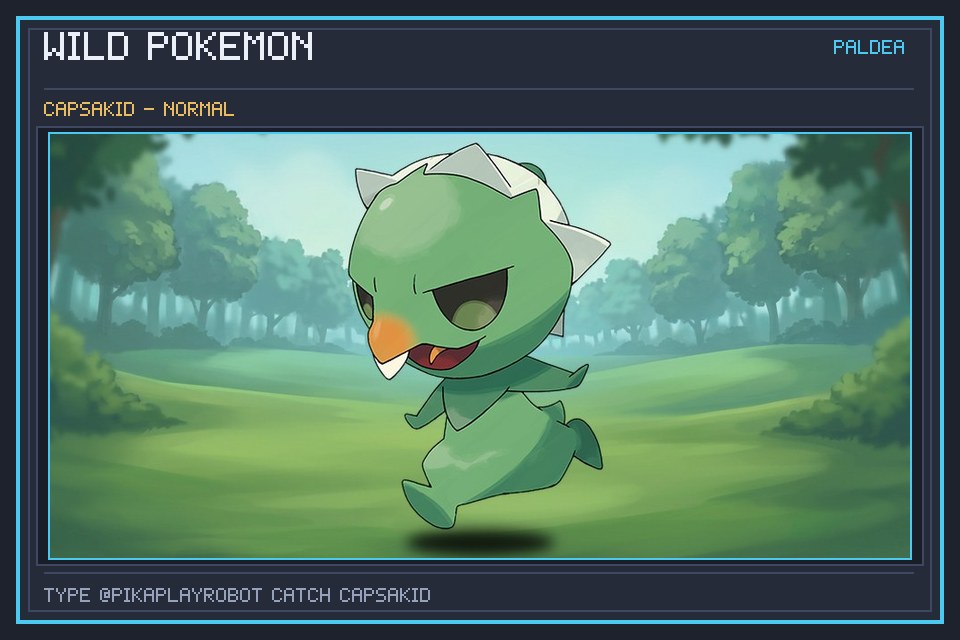 WILD POKEMON
PALDEA
CAPSAKID - NORMAL
TYPE @PIKAPLAYROBOT CATCH CAPSAKID